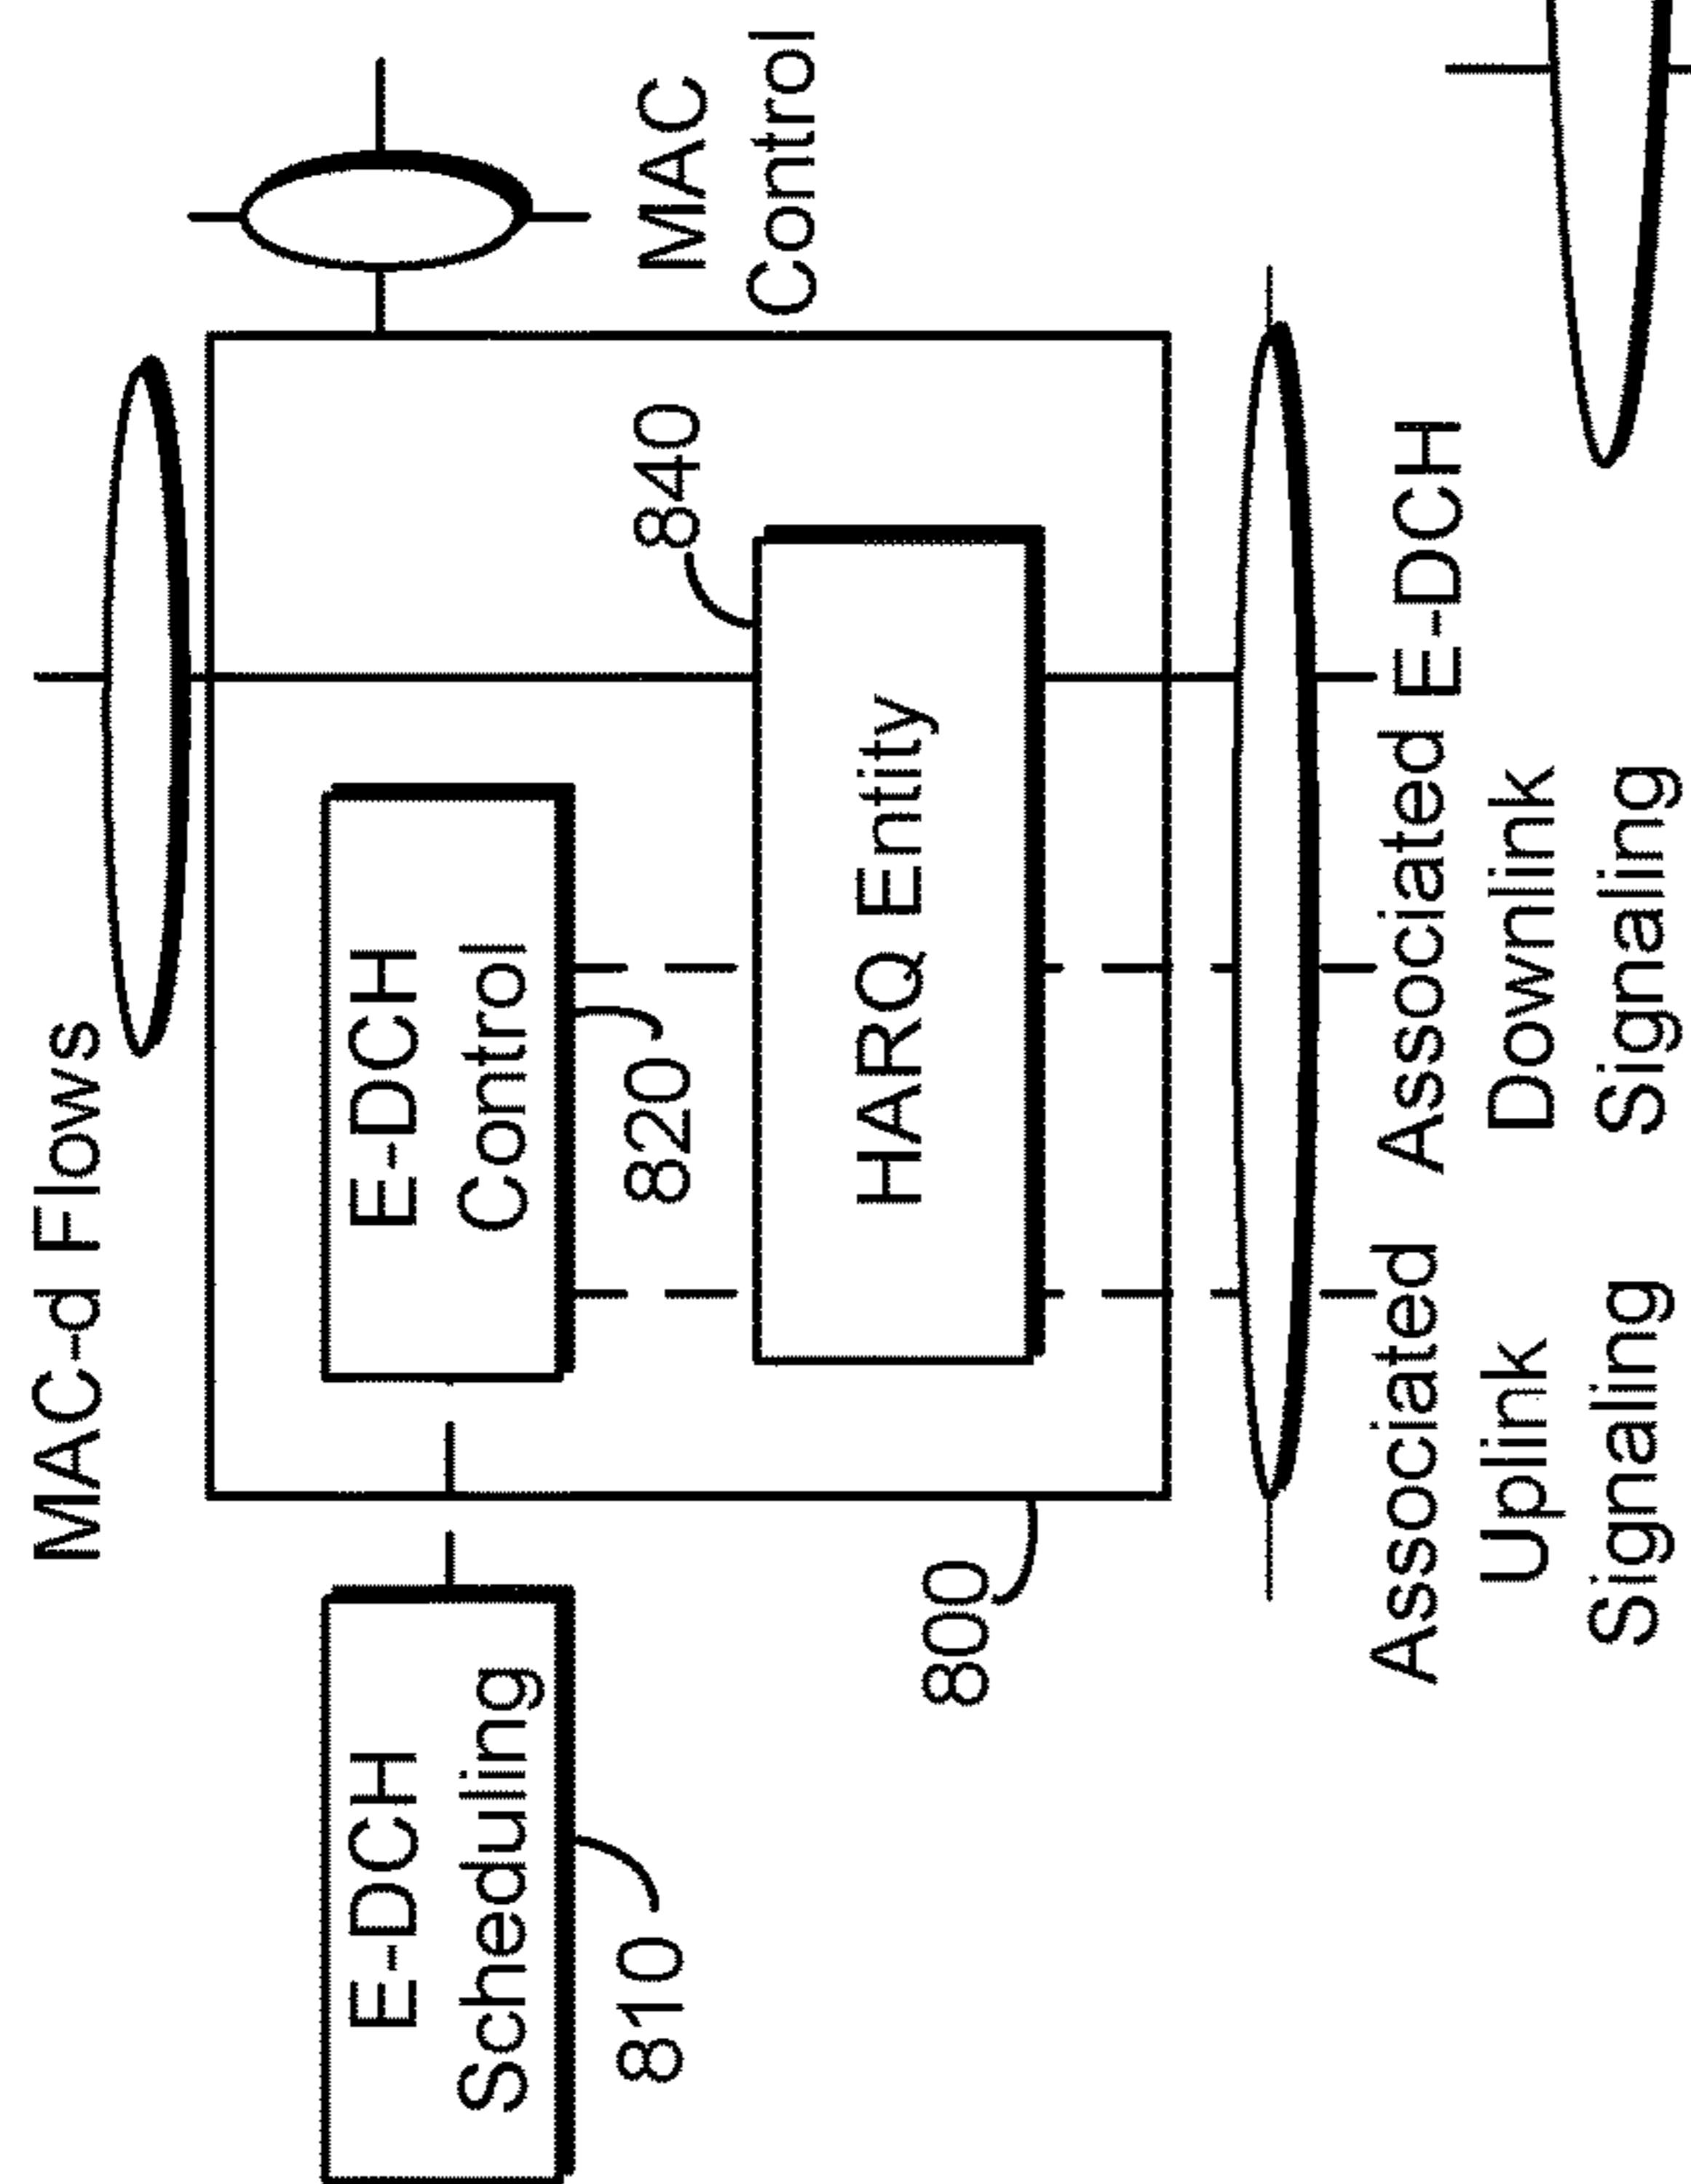 MAC-d Flows
E-DCH
Scheduling
810
E-DCH
Control
820
MAC
Control
840
HARQ Entity
800
Associated
Uplink
Signaling
Associated
Downlink
Signaling
E-DCH